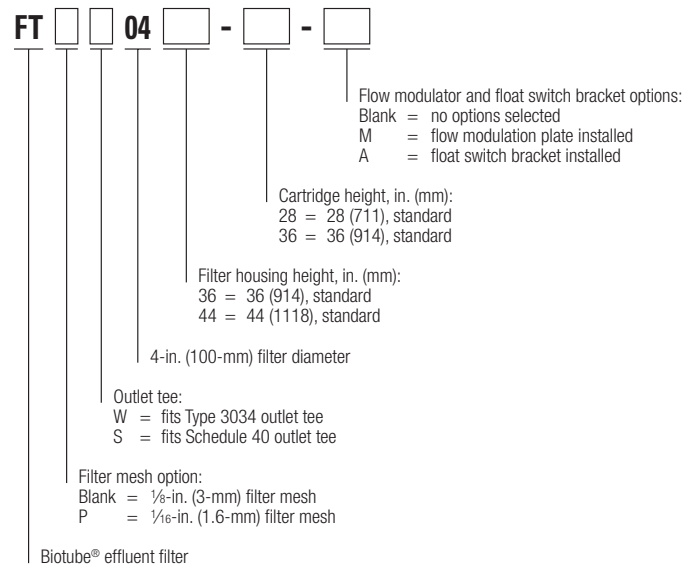 FT 04 - -
Flow modulator and float switch bracket options:
Blank = no options selected
M = flow modulation plate installed
A = float switch bracket installed
Cartridge height, in. (mm):
28 = 28 (711), standard
36 = 36 (914), standard
Filter housing height, in. (mm):
36 = 36 (914), standard
44 = 44 (1118), standard
4-in. (100-mm) filter diameter
Outlet tee:
W = fits Type 3034 outlet tee
S = fits Schedule 40 outlet tee
Filter mesh option:
Blank = ⅛-in. (3-mm) filter mesh
P = 1⁄16-in. (1.6-mm) filter mesh
Biotube® effluent filter